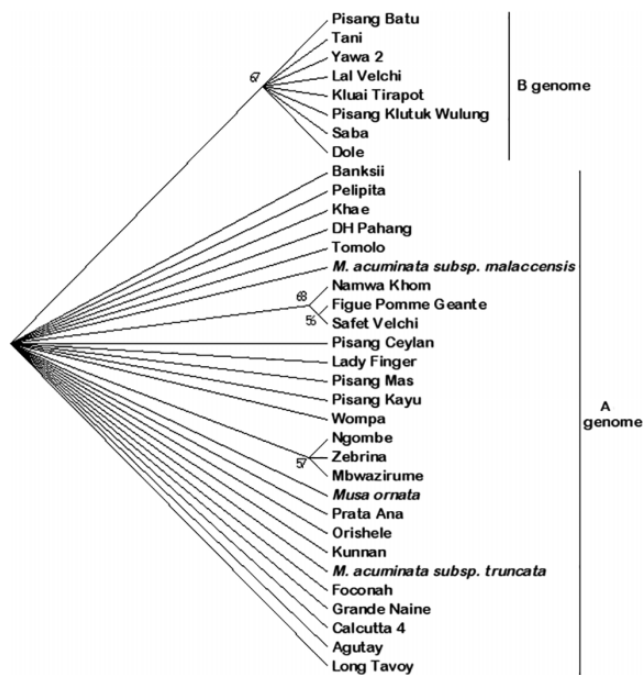 Pisang Batu
Tani
Yawa 2
67
Lal Velchi
Kluai Tirapot
B genome
Pisang Klutuk Wulung
Saba
Dole
Banksii
Pelipita
Khae
DH Pahang
Tomolo
M. acuminata subsp. malaccensis
Namwa Khom
68
Figue Pomme Geante
56
Safet Velchi
Pisang Ceylan
Lady Finger
Pisang Mas
Pisang Kayu
A
genome
Wompa
Ngombe
Zebrina
57
Mbwazirume
Musa ornata
Prata Ana
Orishele
Kunnan
M. acuminata subsp. truncata
Foconah
Grande Naine
Calcutta 4
Agutay
Long Tavoy